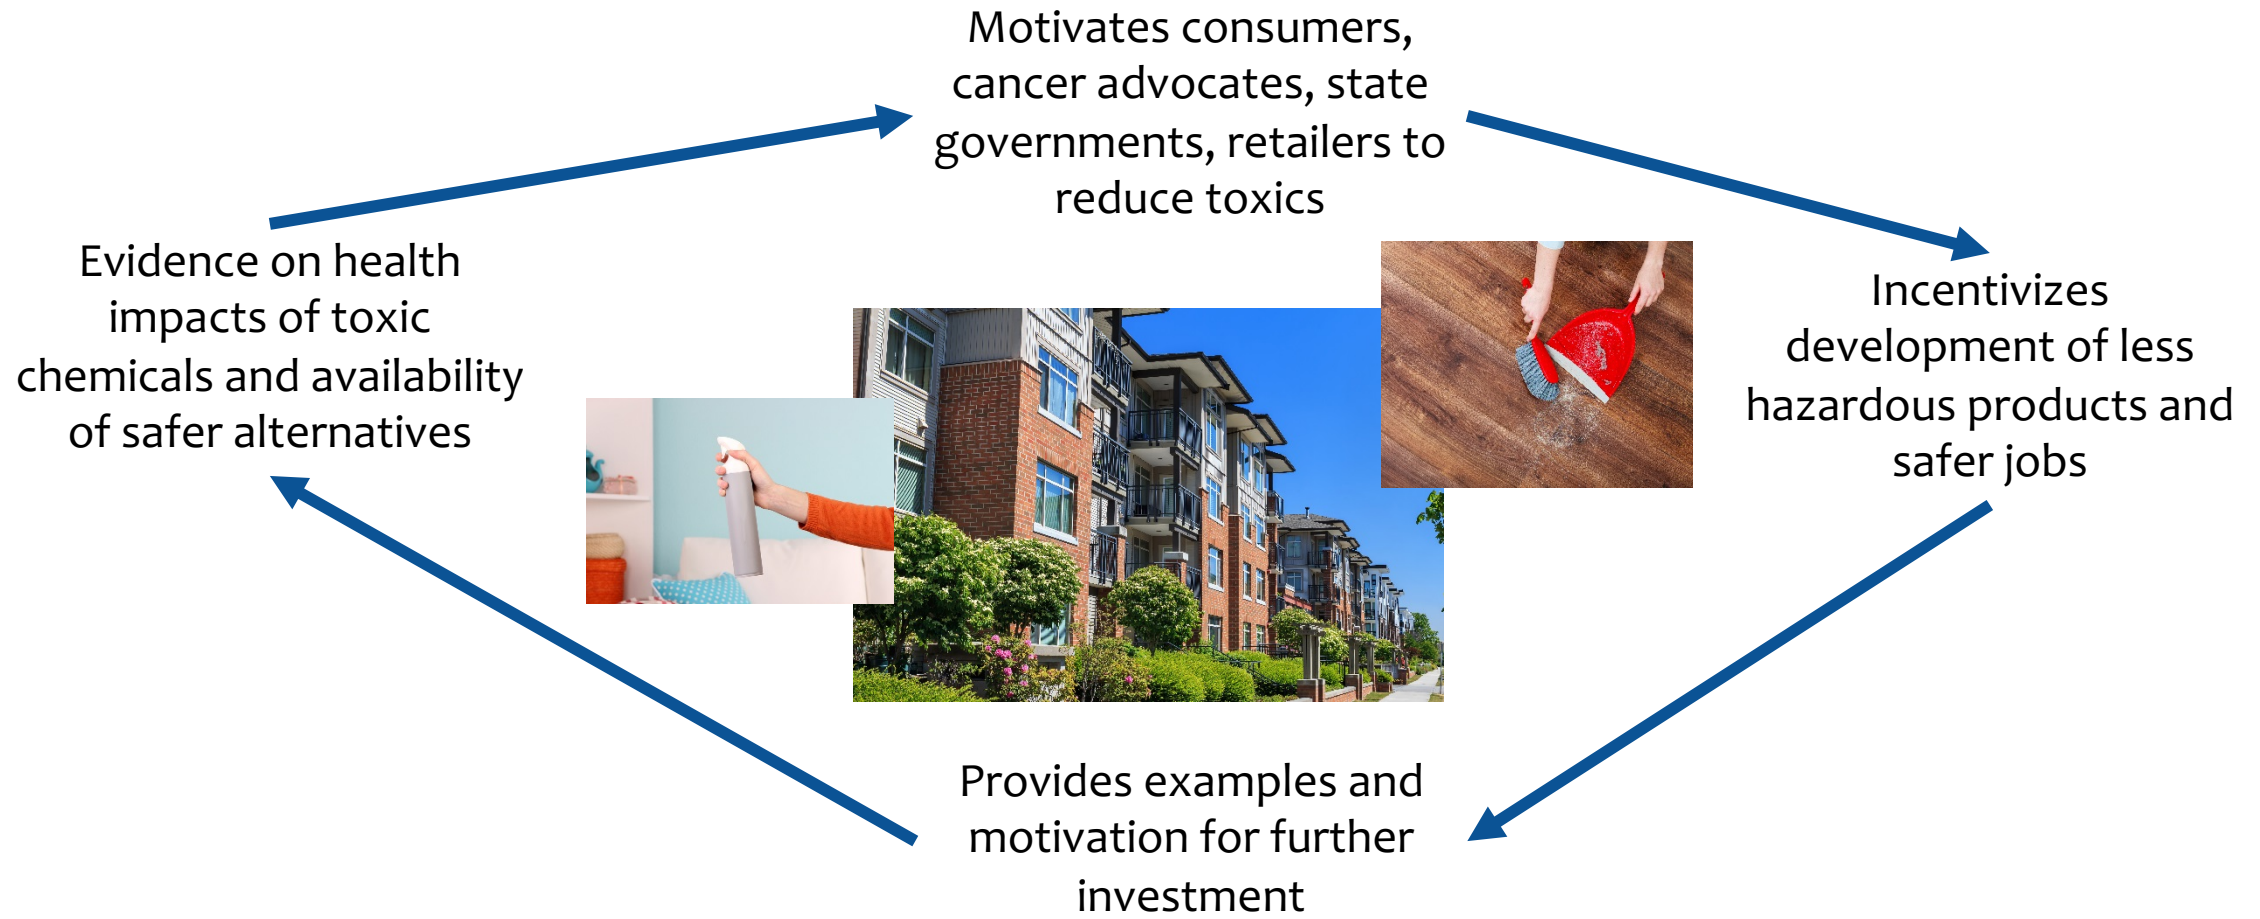 Motivates consumers,
cancer advocates, state
governments, retailers to
reduce toxics
Evidence on health
impacts of toxic
chemicals and availability
of safer alternatives
Incentivizes
development of less
hazardous products and
safer jobs
Provides examples and
motivation for further
investment